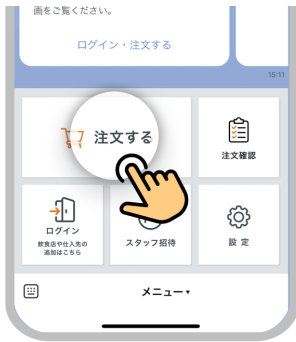 画をご覧ください。
ログイン・注文する
15:11
注文する
注文確認
ログイン
飲食店や仕入先の
追加はこちら
スタッフ招待
設 定
メニュー▾